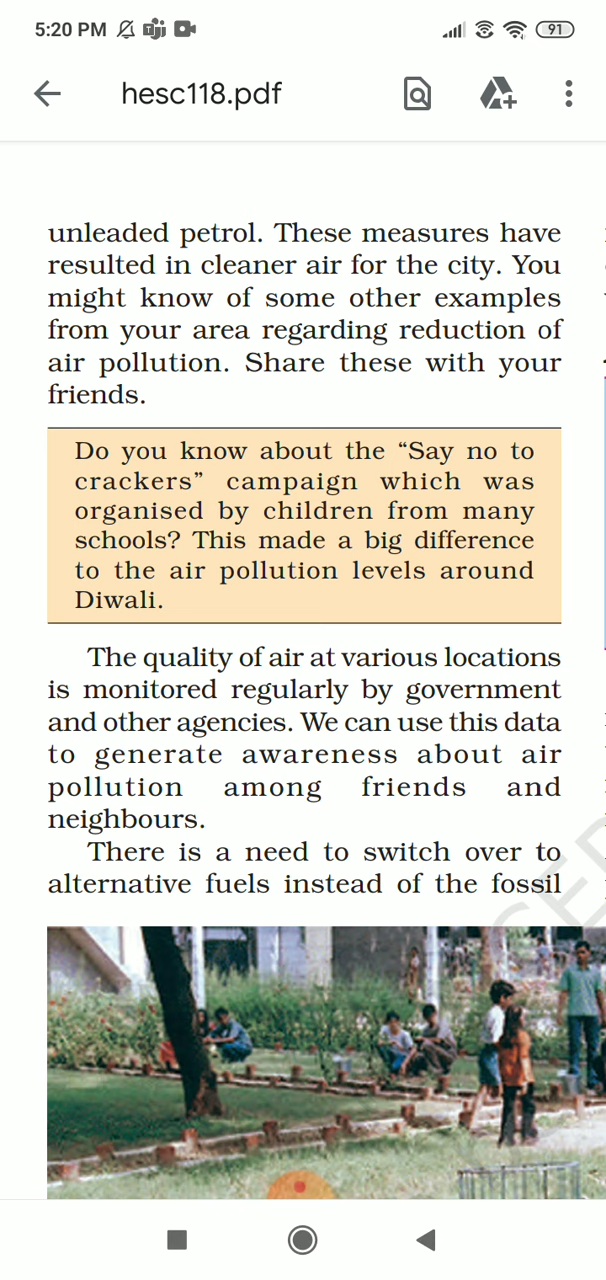 5:20 PM
91
hesc118.pdf
unleaded petrol. These measures have
resulted in cleaner air for the city. You
might know of some other examples
from your area regarding reduction of
air pollution. Share these with your
friends.
Do you know about the “Say no to
crackers” campaign which was
organised by children from many
schools? This made a big difference
to the air pollution levels around
Diwali.
The quality of air at various locations
is monitored regularly by government
and other agencies. We can use this data
to generate awareness about air
pollution among friends and
neighbours.
There is a need to switch over to
alternative fuels instead of the fossil